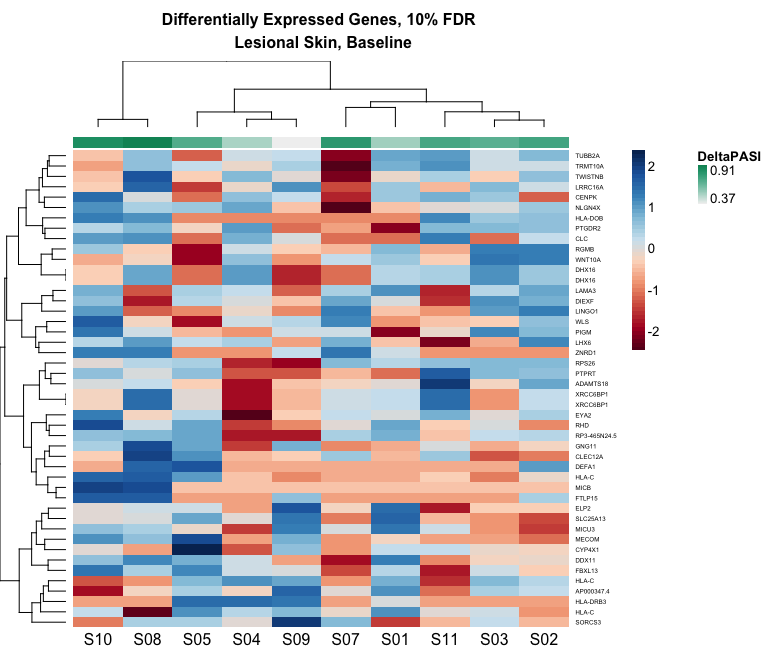 Differentially Expressed Genes, 10% FDR
Lesional Skin, Baseline
TUBB2A
TRMT10A
TWISTNB
LRRC16A
CENPK
NLGN4X
HLA-DOB
PTGDR2
CLC
RGMB
WNT10A
DHX16
DHX16
LAMA3
DIEXF
LINGO1
WLS
PIGM
LHX6
ZNRD1
RPS26
PTPRT
ADAMTS18
XRCC6BP1
XRCC6BP1
EYA2
RHD
RP3-465N24.5
GNG11
CLEC12A
DEFA1
HLA-C
MICB
FTLP15
ELP2
SLC25A13
MICU3
MECOM
CYP4X1
DDX11
FBXL13
HLA-C
AP000347.4
HLA-DRB3
HLA-C
SORCS3
S10 S08 S05 S04 S09 S07 S01 S11 S03 S02
2
1
0
-1
-2
DeltaPASI
0.91
0.37